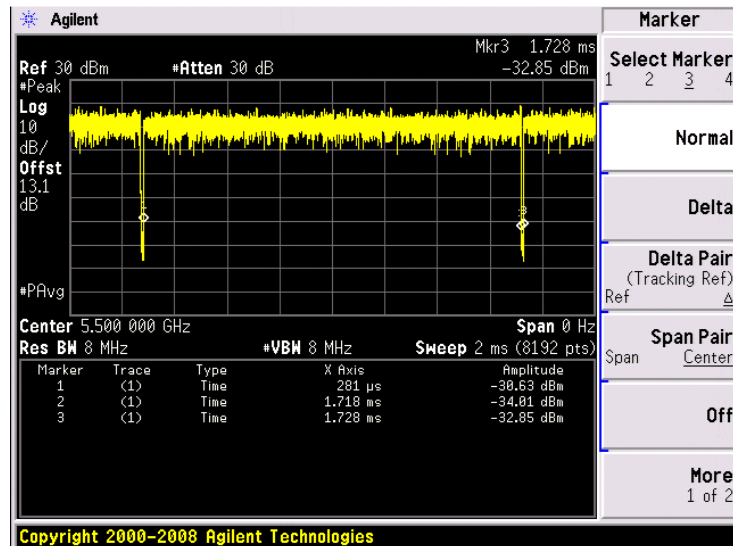 Agilent
Marker
Mkr3 1.728 ms
Ref 30 dBm #Atten 30 dB -32.85 dBm
#Peak
Log
10
dB/
Offst
13.1
dB
#PAvg
Center 5.500 000 GHz Span 0 Hz
Res BW 8 MHz #VBW 8 MHz Sweep 2 ms (8192 pts)
Marker Trace Type X Axis Amplitude
1 (1) Time 281 µs -30.63 dBm
2 (1) Time 1.718 ms -34.01 dBm
3 (1) Time 1.728 ms -32.85 dBm
Select Marker
1 2 3 4
Normal
Delta
Delta Pair
(Tracking Ref)
Ref Δ
Span Pair
Span Center
Off
More
1 of 2
Copyright 2000-2008 Agilent Technologies